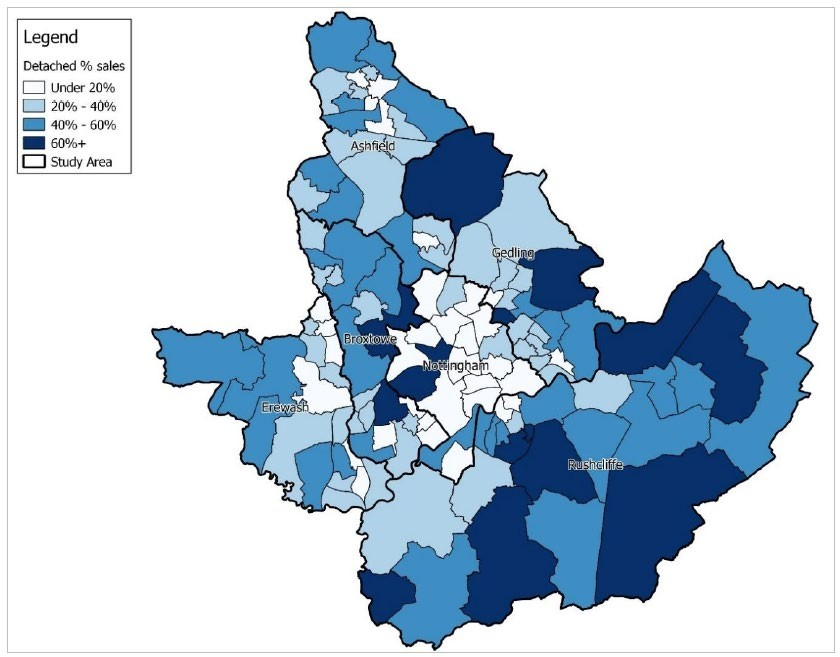 Legend
Detached % sales
Under 20%
20% - 40%
40% - 60%
60%+
Study Area
Ashfield
Gedling
Broxtowe
Nottingham
Erewash
Rushcliffe